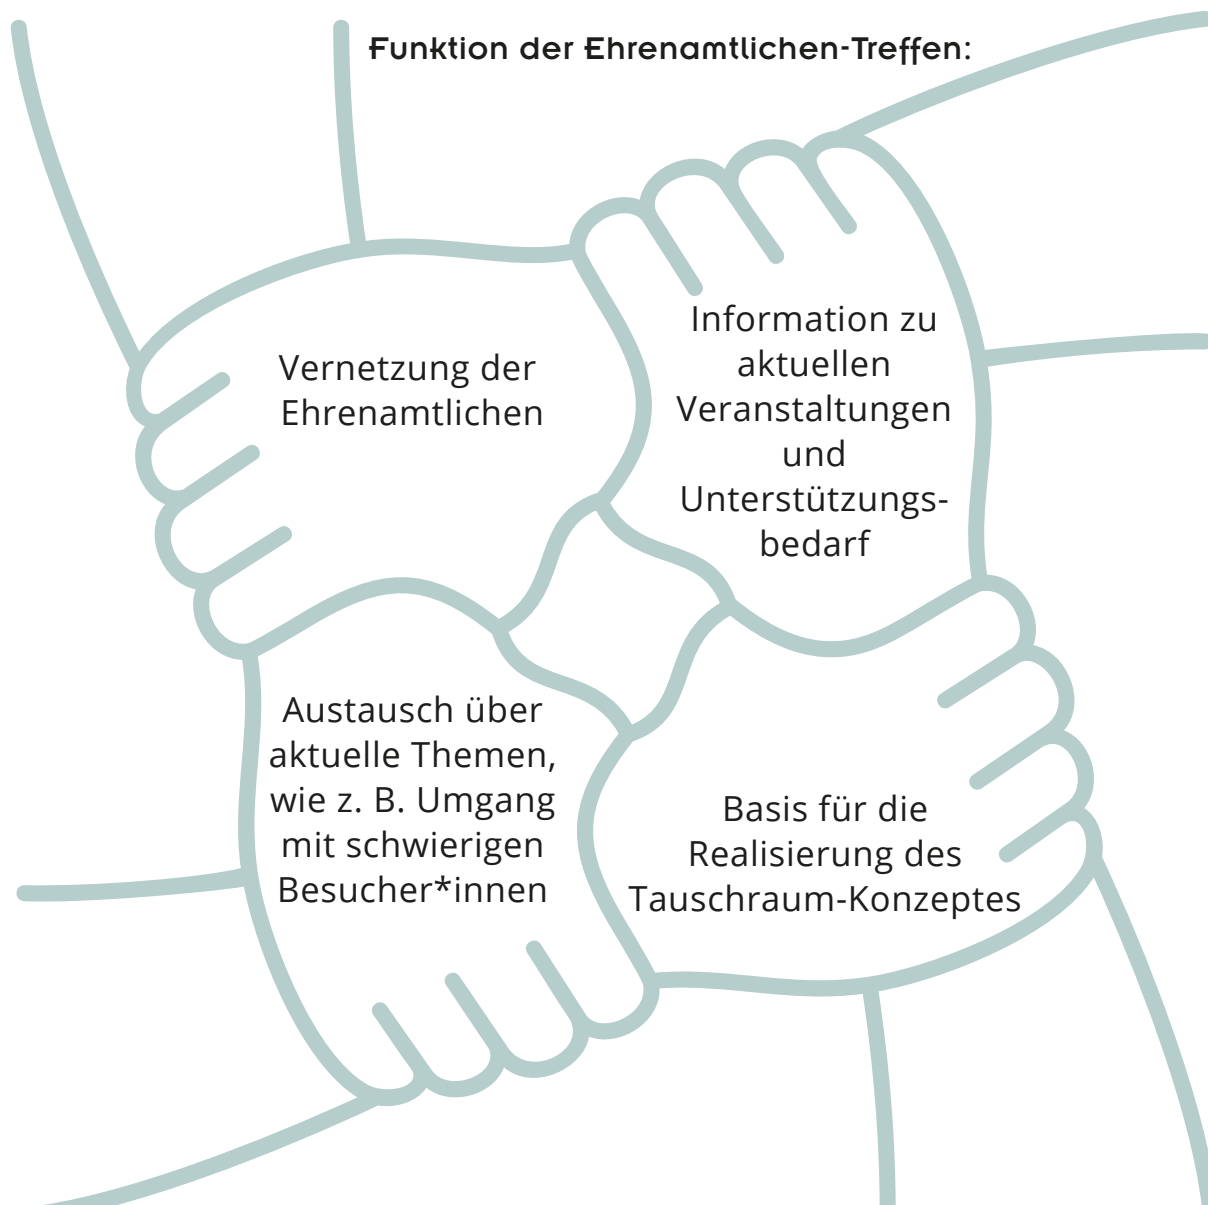 Funktion der Ehrenamtlichen-Treffen:
Vernetzung der
Ehrenamtlichen
Information zu
aktuellen
Veranstaltungen
und
Unterstützungs-
bedarf
Austausch über
aktuelle Themen,
wie z. B. Umgang
mit schwierigen
Besucher*innen
Basis für die
Realisierung des
Tauschraum-Konzeptes